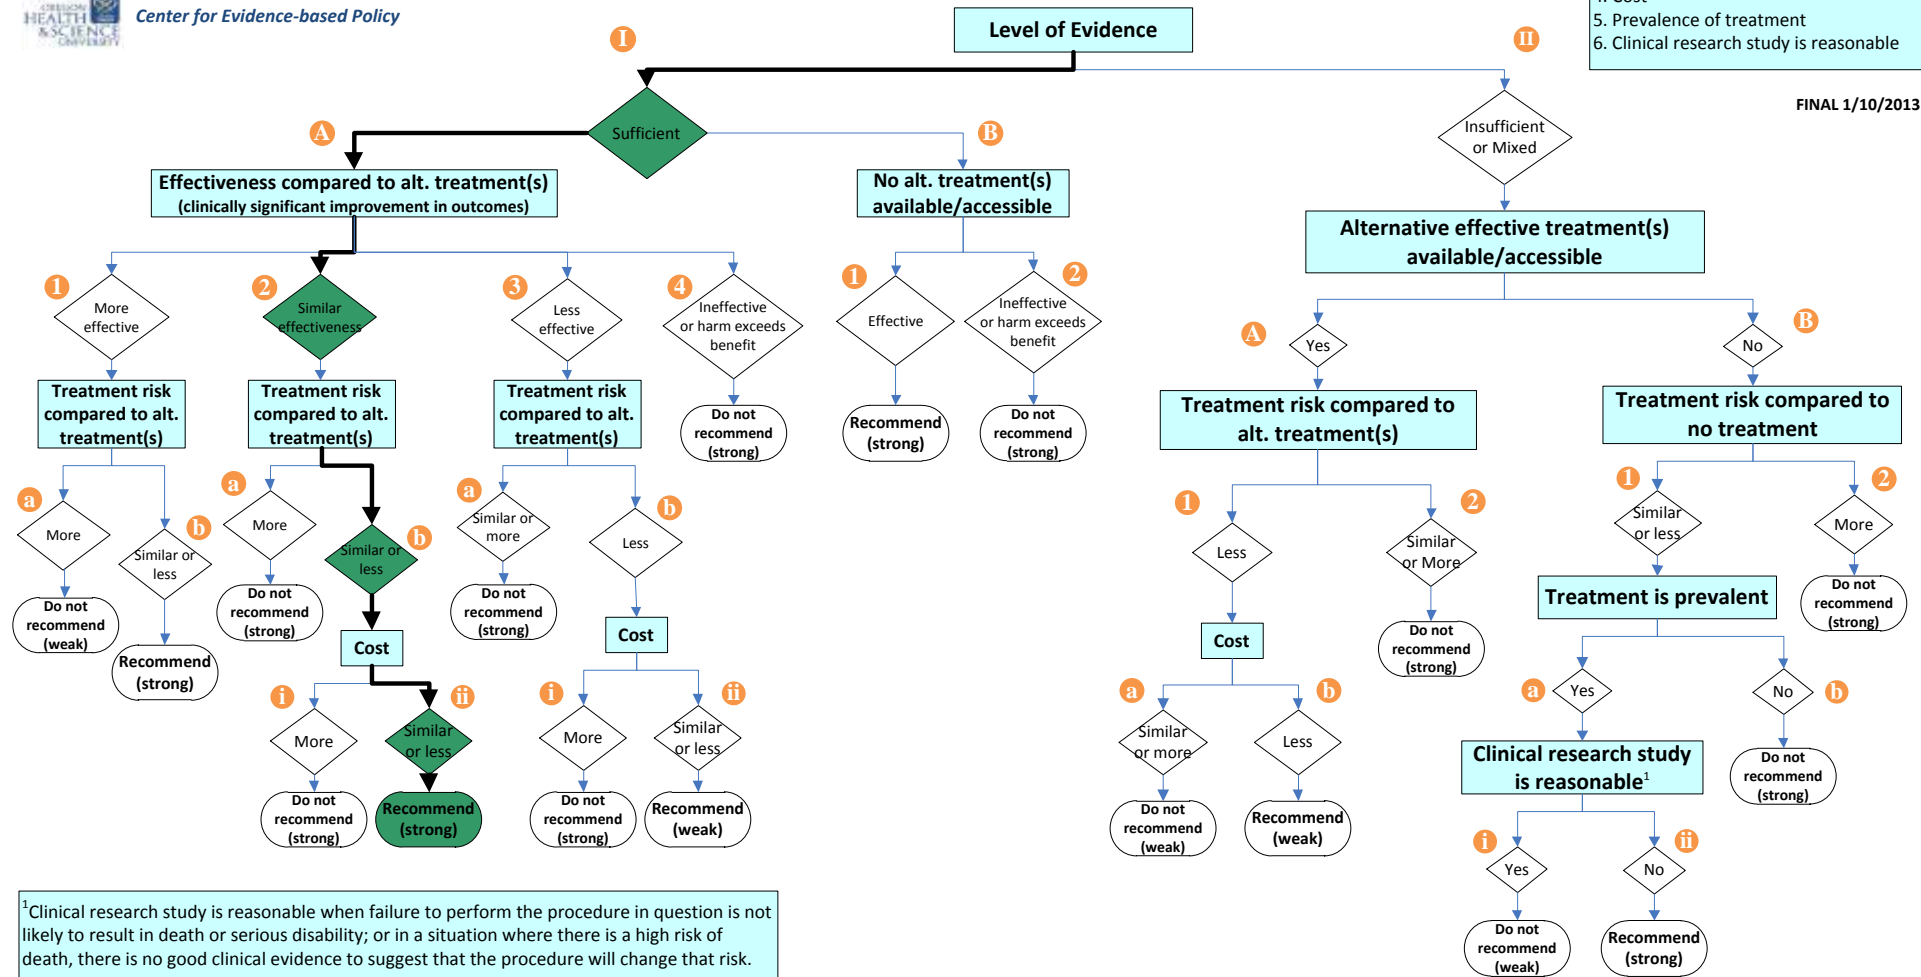 OREGON
HEALTH
& SCIENCE
UNIVERSITY
Center for Evidence-based Policy
4. Cost
5. Prevalence of treatment
6. Clinical research study is reasonable
FINAL 1/10/2013
Level of Evidence
I
II
Sufficient
Insufficient
or Mixed
A
B
Effectiveness compared to alt. treatment(s)
(clinically significant improvement in outcomes)
No alt. treatment(s)
available/accessible
Alternative effective treatment(s)
available/accessible
1
More
effective
2
Similar
effectiveness
3
Less
effective
4
Ineffective
or harm exceeds
benefit
1
Effective
2
Ineffective
or harm exceeds
benefit
A
Yes
B
No
Treatment risk
compared to alt.
treatment(s)
Treatment risk
compared to alt.
treatment(s)
Treatment risk
compared to alt.
treatment(s)
Do not
recommend
(strong)
Recommend
(strong)
Do not
recommend
(strong)
Treatment risk compared to
alt. treatment(s)
Treatment risk compared to
no treatment
a
More
b
Similar or
less
a
More
b
Similar or
less
a
Similar or
more
b
Less
1
Less
2
Similar
or More
1
Similar
or less
2
More
Do not
recommend
(weak)
Recommend
(strong)
Do not
recommend
(strong)
Cost
Do not
recommend
(strong)
Cost
Cost
Do not
recommend
(strong)
Treatment is prevalent
Do not
recommend
(strong)
i
More
ii
Similar
or less
i
More
ii
Similar
or less
a
Similar
or more
b
Less
a
Yes
No
b
Do not
recommend
(strong)
Recommend
(strong)
Do not
recommend
(strong)
Recommend
(weak)
Do not
recommend
(weak)
Recommend
(weak)
Clinical research study
is reasonable1
Do not
recommend
(strong)
i
Yes
ii
No
Do not
recommend
(weak)
Recommend
(strong)
1Clinical research study is reasonable when failure to perform the procedure in question is not
likely to result in death or serious disability; or in a situation where there is a high risk of
death, there is no good clinical evidence to suggest that the procedure will change that risk.